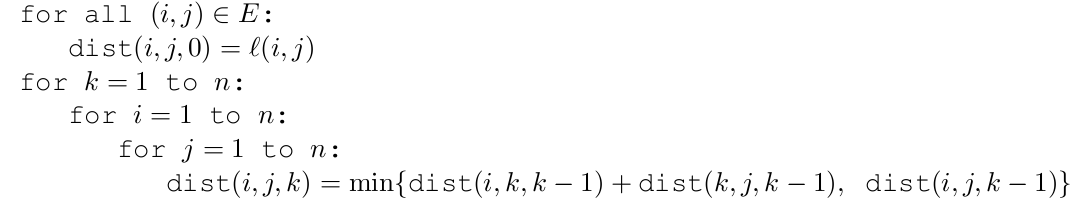 for all (i, j) ∈ E:
dist(i, j, 0) = ℓ(i, j)
for k = 1 to n:
for i = 1 to n:
for j = 1 to n:
dist(i, j, k) = min{dist(i, k, k − 1) + dist(k, j, k − 1), dist(i, j, k − 1)}